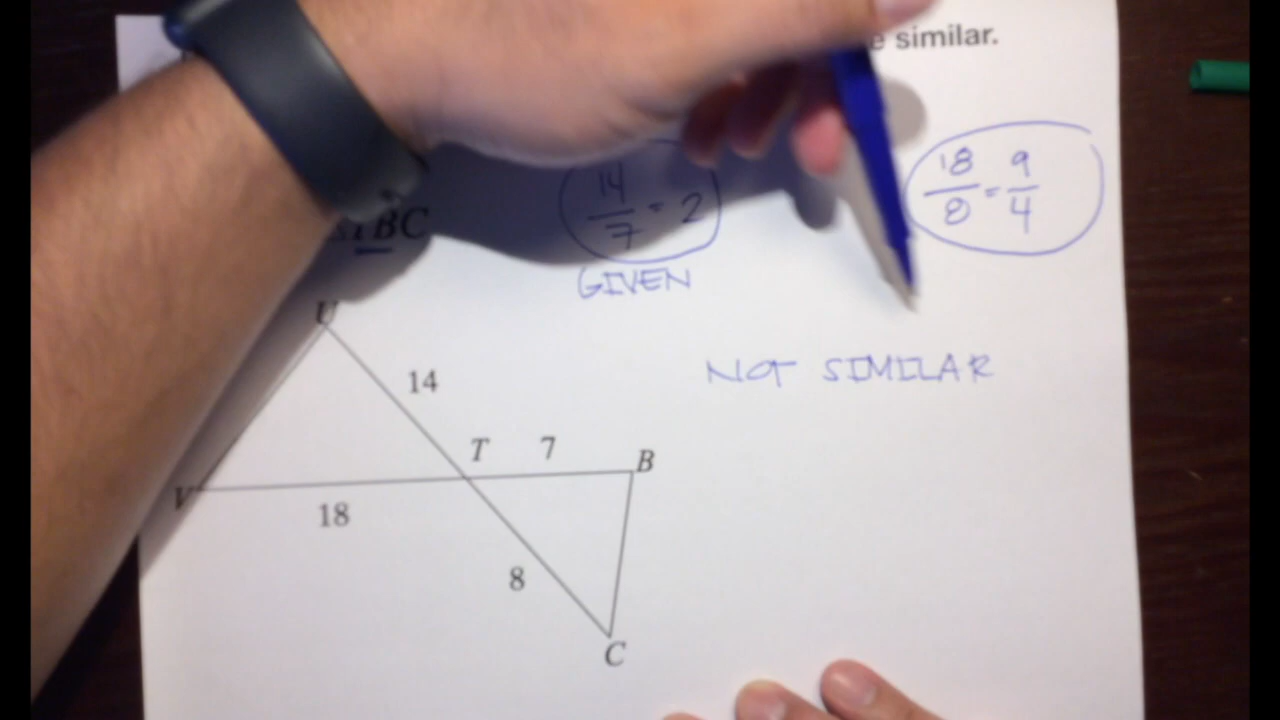 similar.
14/7 = 2
18/8 = 9/4
BC
GIVEN
U
14
NOT SIMILAR
T 7 B
V
18
8
C